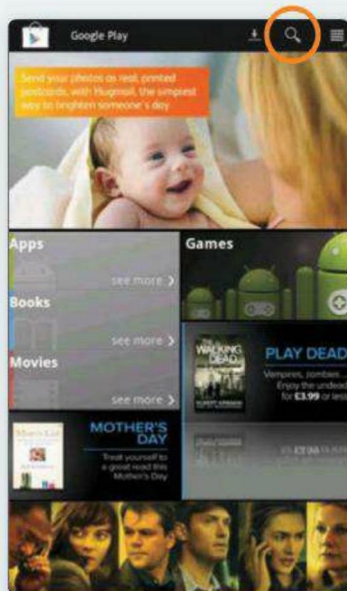 Google Play
Send your photos as real, printed
postcards, with Hugmail, the simplest
way to brighten someone's day
Apps
see more
Books
see more
Movies
see more
Games
THE
WALKING
DEAD
ROBERT KIRKMAN
PLAY DEAD
Vampires, zombies...
Enjoy the undead
for £3.99 or less
MOTHER'S
DAY
Treat yourself to
a great read this
Mother's Day